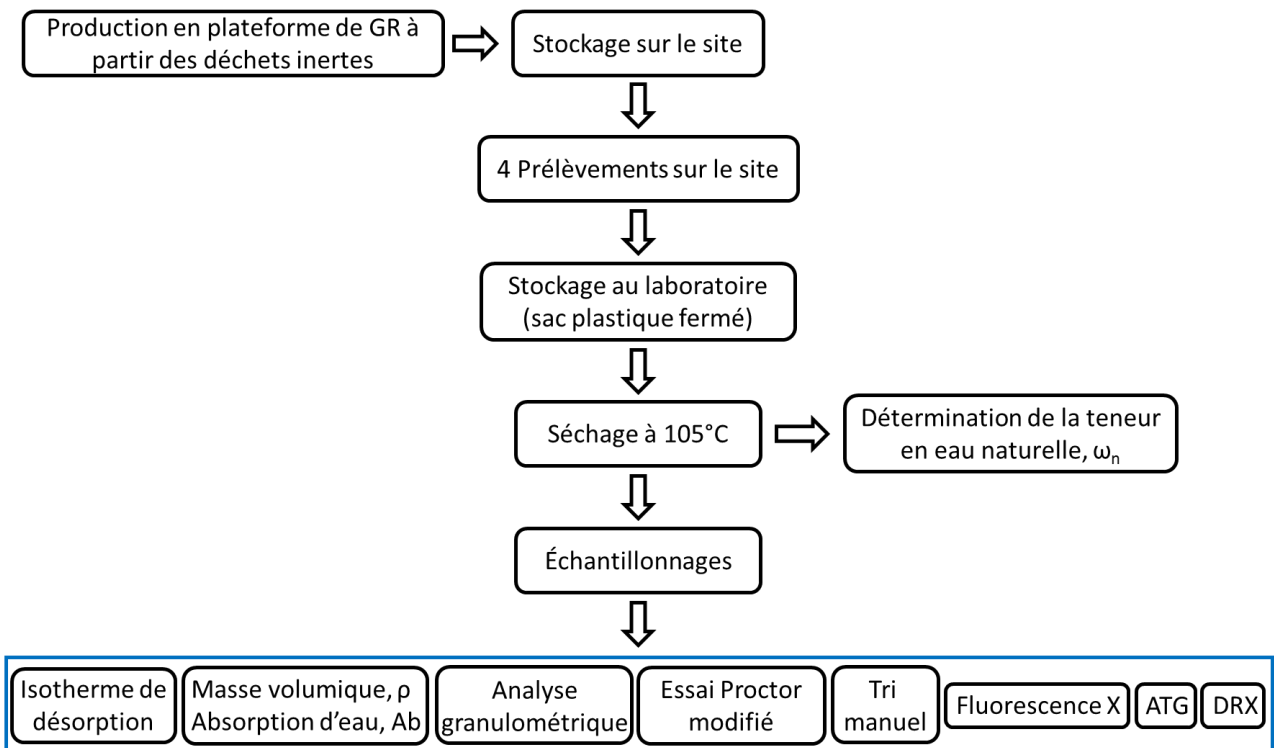 Production en plateforme de GR à
partir des déchets inertes
Stockage sur le site
4 Prélèvements sur le site
Stockage au laboratoire
(sac plastique fermé)
Séchage à 105°C
Détermination de la teneur
en eau naturelle, ωn
Échantillonnages
Isotherme de
désorption
Masse volumique, ρ
Absorption d'eau, Ab
Analyse
granulométrique
Essai Proctor
modifié
Tri
manuel
Fluorescence X
ATG
DRX